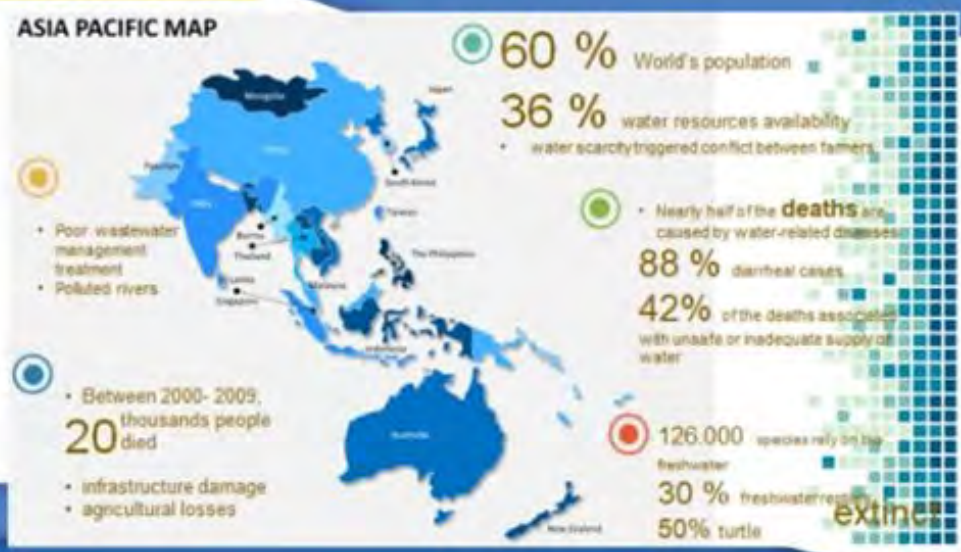 ASIA PACIFIC MAP
60 % World's population
36 % water resources availability
• water scarcity triggered conflict between farmers
Mongolia
Japan
South Korea
Taiwan
India
Burma
Thailand
The Philippines
Malaysia
Singapore
Indonesia
Australia
New Zealand
• Poor wastewater
management
treatment
• Polluted rivers
• Nearly half of the deaths are
caused by water-related diseases
88 % diarrheal cases
42% of the deaths associated
with unsafe or inadequate supply of
water
• Between 2000- 2009,
20 thousands people
died
• infrastructure damage
• agricultural losses
126.000 species rely on
freshwater
30 % freshwater
extinct
50% turtle